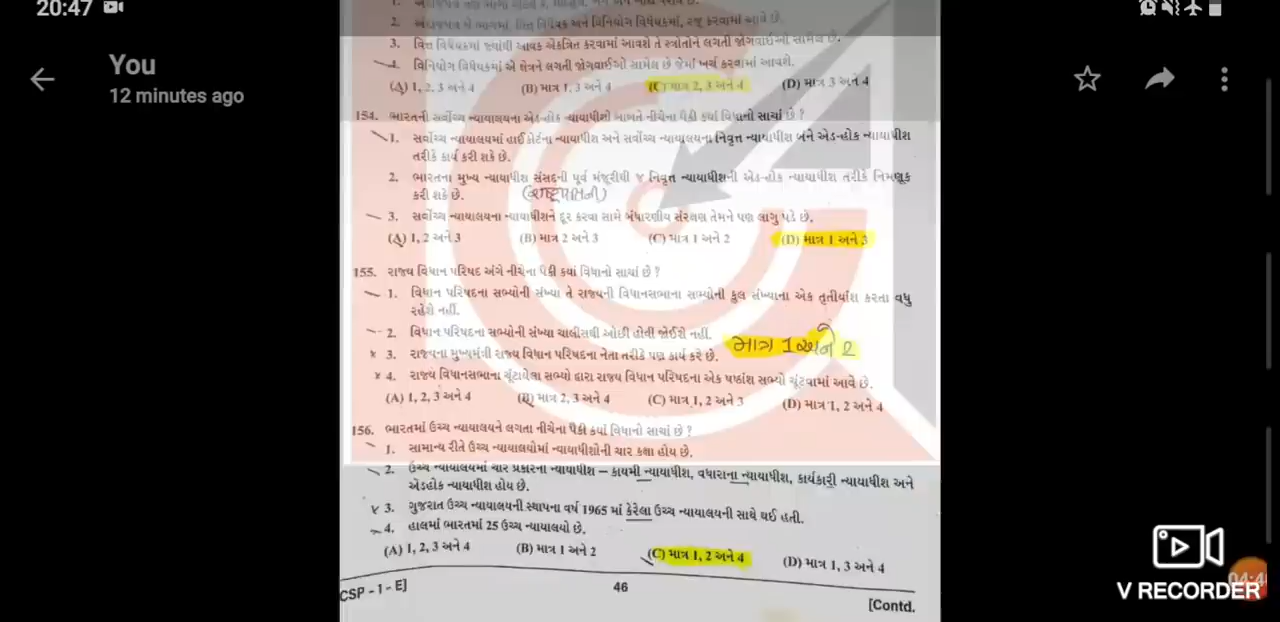 20:47
You
12 minutes ago
2.
3. વિત્ત વિધેયકમાં જ્યાંથી આવક એકત્રિત કરવામાં આવશે તે સ્ત્રોતોને લગતી જોગવાઈઓ સામેલ છે.
4. વિનિયોગ વિધેયકમાં એ ક્ષેત્રને લગતી જોગવાઈઓ સામેલ છે જેમાં ખર્ચ કરવામાં આવશે.
(A) 1, 2, 3 અને 4 (B) માત્ર 1, 3 અને 4 (C) માત્ર 2, 3 અને 4 (D) માત્ર 3 અને 4
154. ભારતની સર્વોચ્ચ ન્યાયાલયના એડ-હોક ન્યાયાધીશો બાબતે નીચેના પૈકી કયાં વિધાનો સાચાં છે?
1. સર્વોચ્ચ ન્યાયાલયમાં હાઈકોર્ટના ન્યાયાધીશ અને સર્વોચ્ચ ન્યાયાલયના નિવૃત્ત ન્યાયાધીશ બંને એડ-હોક ન્યાયાધીશ
તરીકે કાર્ય કરી શકે છે.
2. ભારતના મુખ્ય ન્યાયાધીશ સંસદની પૂર્વ મંજૂરીથી જ નિવૃત્ત ન્યાયાધીશની એડ-હોક ન્યાયાધીશ તરીકે નિમણૂક
કરી શકે છે. (રાષ્ટ્રપતિની)
3. સર્વોચ્ચ ન્યાયાલયના ન્યાયાધીશને દૂર કરવા સામે બંધારણીય સંરક્ષણ તેમને પણ લાગુ પડે છે.
(A) 1, 2 અને 3 (B) માત્ર 2 અને 3 (C) માત્ર 1 અને 2 (D) માત્ર 1 અને 3
155. રાજ્ય વિધાન પરિષદ અંગે નીચેના પૈકી કયાં વિધાનો સાચાં છે?
1. વિધાન પરિષદના સભ્યોની સંખ્યા તે રાજ્યની વિધાનસભાના સભ્યોની કુલ સંખ્યાના એક તૃતીયાંશ કરતા વધુ
રહેશે નહીં.
2. વિધાન પરિષદના સભ્યોની સંખ્યા ચાલીસથી ઓછી હોવી જોઈશે નહીં.
માત્ર 1 અને 2
3. રાજ્યના મુખ્યમંત્રી રાજ્ય વિધાન પરિષદના નેતા તરીકે પણ કાર્ય કરે છે.
4. રાજ્ય વિધાનસભાના ચૂંટાયેલા સભ્યો દ્વારા રાજ્ય વિધાન પરિષદના એક ષષ્ઠાંશ સભ્યો ચૂંટવામાં આવે છે.
(A) 1, 2, 3 અને 4 (B) માત્ર 2, 3 અને 4 (C) માત્ર 1, 2 અને 3 (D) માત્ર 1, 2 અને 4
156. ભારતમાં ઉચ્ચ ન્યાયાલયને લગતા નીચેના પૈકી કયાં વિધાનો સાચાં છે?
1. સામાન્ય રીતે ઉચ્ચ ન્યાયાલયોમાં ન્યાયાધીશોની ચાર કક્ષા હોય છે.
2. ઉચ્ચ ન્યાયાલયમાં ચાર પ્રકારના ન્યાયાધીશ – કાયમી ન્યાયાધીશ, વધારાના ન્યાયાધીશ, કાર્યકારી ન્યાયાધીશ અને
એડહોક ન્યાયાધીશ હોય છે.
3. ગુજરાત ઉચ્ચ ન્યાયાલયની સ્થાપના વર્ષ 1965 માં કેરેલા ઉચ્ચ ન્યાયાલયની સાથે થઈ હતી.
4. હાલમાં ભારતમાં 25 ઉચ્ચ ન્યાયાલયો છે.
(A) 1, 2, 3 અને 4 (B) માત્ર 1 અને 2 (C) માત્ર 1, 2 અને 4 (D) માત્ર 1, 3 અને 4
CSP - 1 - E]
46
[Contd.
V RECORDER